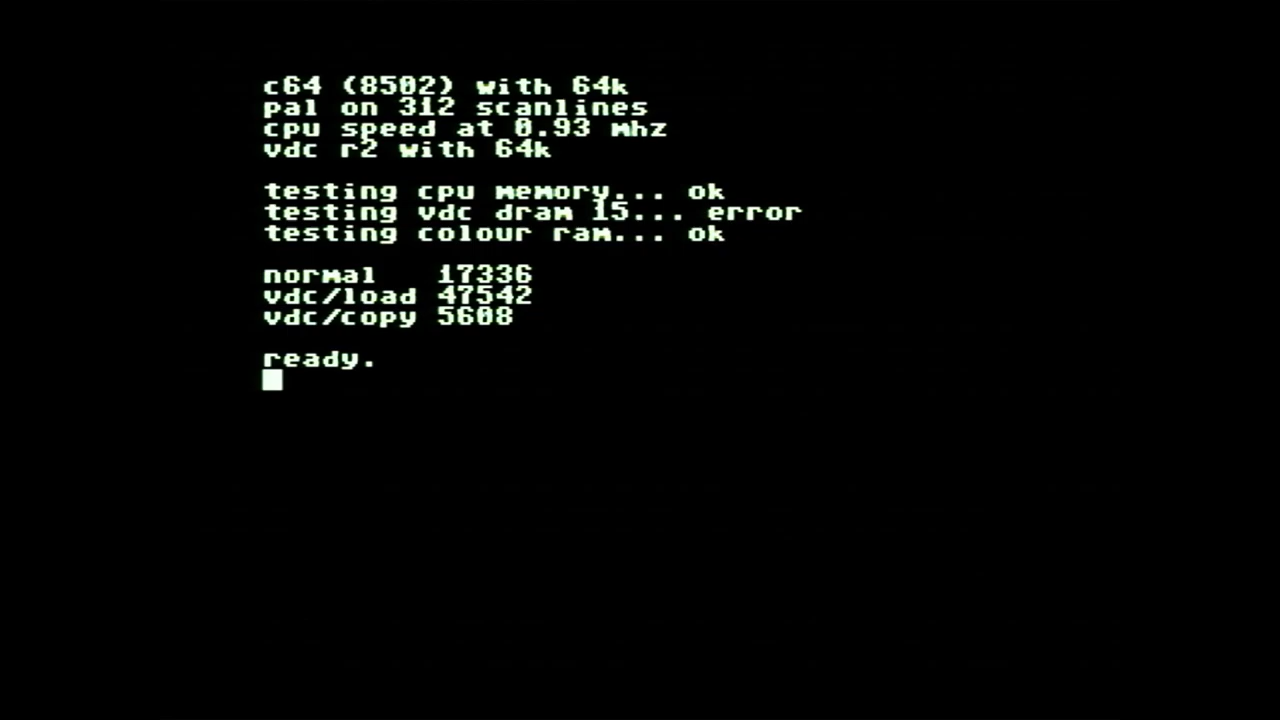 c64 (8502) with 64k
pal on 312 scanlines
cpu speed at 0.93 mhz
vdc r2 with 64k
testing cpu memory... ok
testing vdc dram 15... error
testing colour ram... ok
normal 17336
vdc/load 47542
vdc/copy 5608
ready.